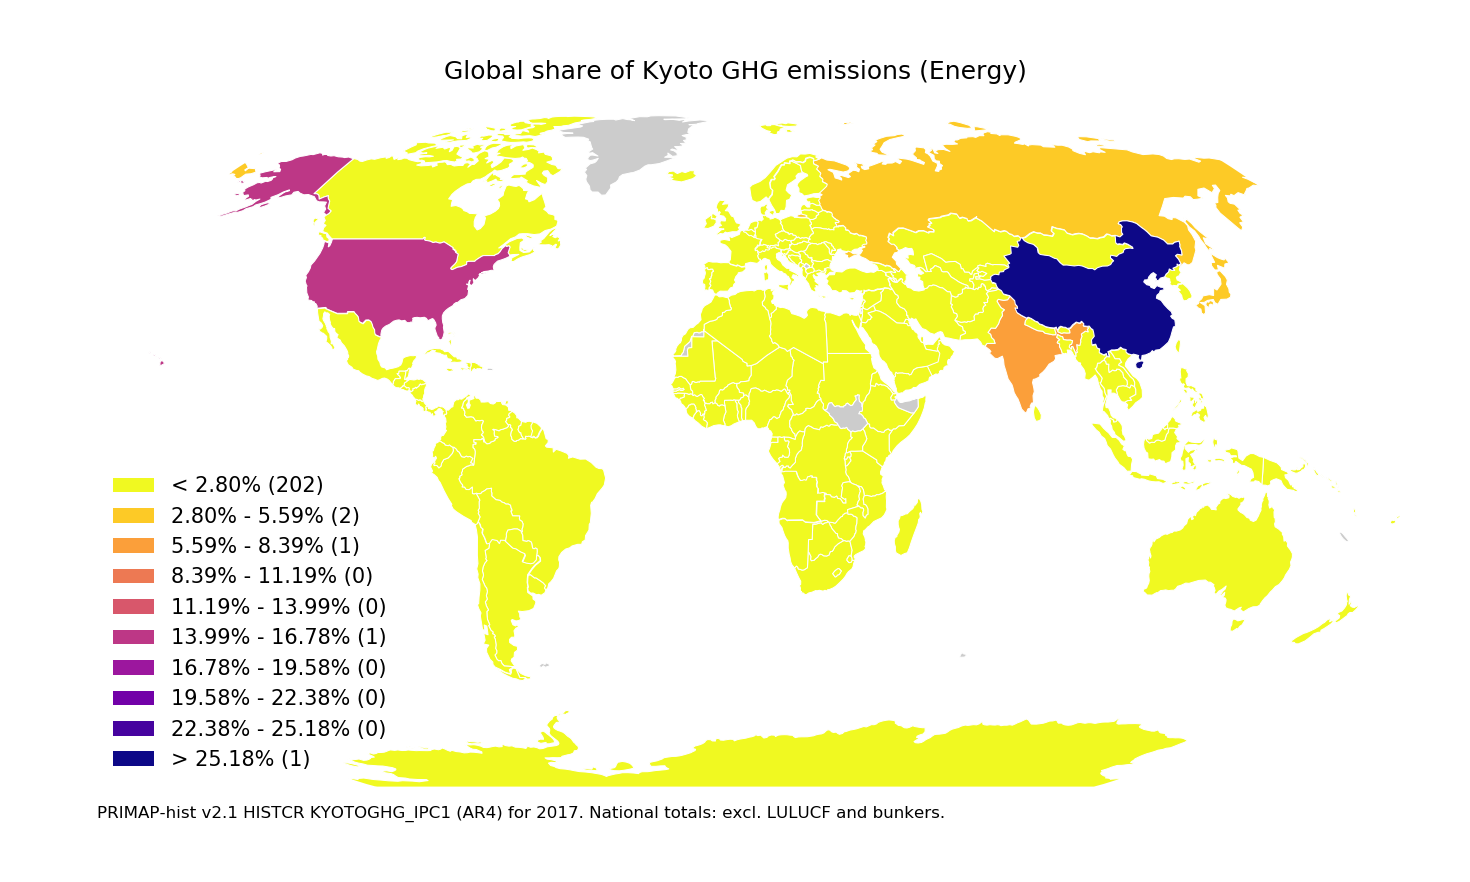 Global share of Kyoto GHG emissions (Energy)
< 2.80% (202)
2.80% - 5.59% (2)
5.59% - 8.39% (1)
8.39% - 11.19% (0)
11.19% - 13.99% (0)
13.99% - 16.78% (1)
16.78% - 19.58% (0)
19.58% - 22.38% (0)
22.38% - 25.18% (0)
> 25.18% (1)
PRIMAP-hist v2.1 HISTCR KYOTOGHG_IPC1 (AR4) for 2017. National totals: excl. LULUCF and bunkers.